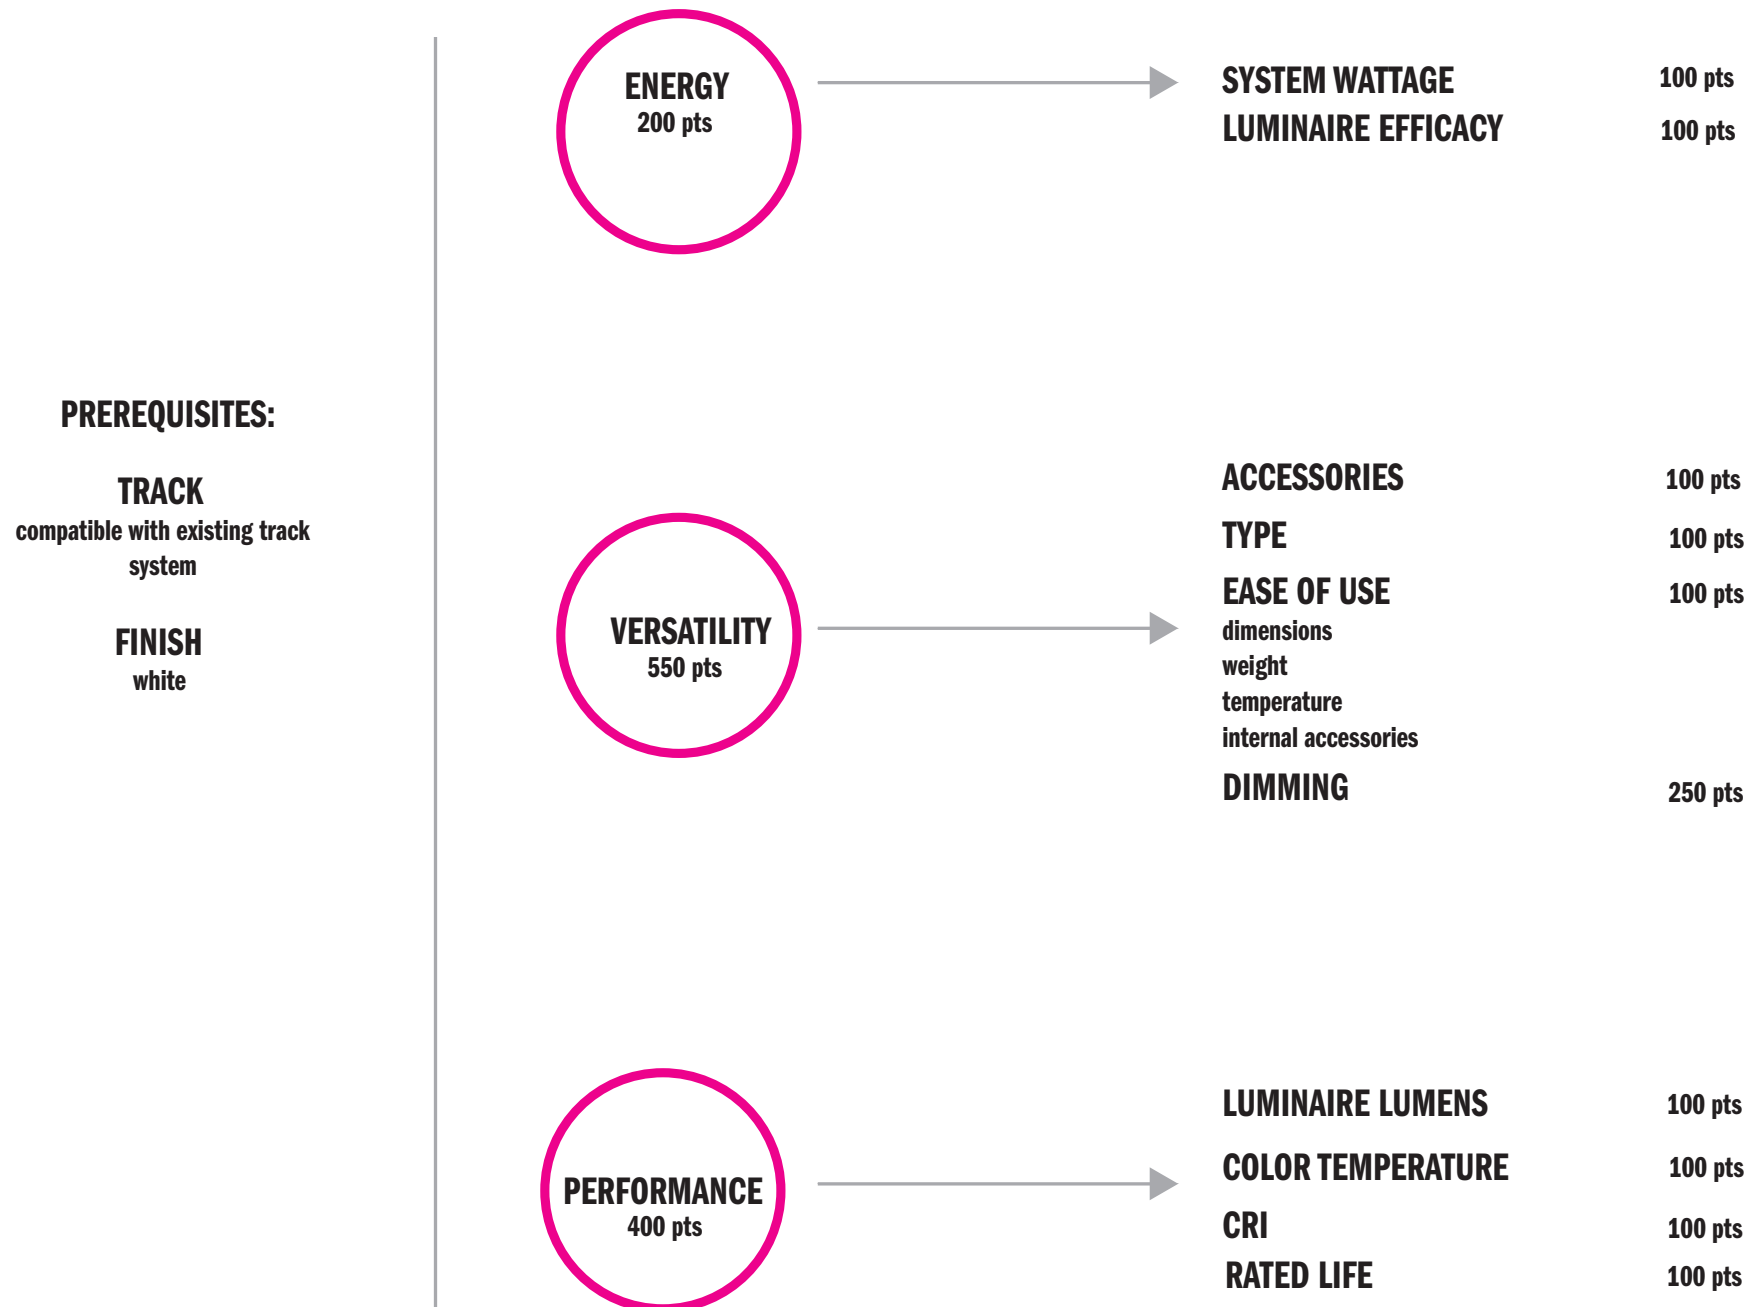 PREREQUISITES:
TRACK
compatible with existing track
system
FINISH
white
ENERGY
200 pts
SYSTEM WATTAGE 100 pts
LUMINAIRE EFFICACY 100 pts
VERSATILITY
550 pts
ACCESSORIES 100 pts
TYPE 100 pts
EASE OF USE 100 pts
dimensions
weight
temperature
internal accessories
DIMMING 250 pts
PERFORMANCE
400 pts
LUMINAIRE LUMENS 100 pts
COLOR TEMPERATURE 100 pts
CRI 100 pts
RATED LIFE 100 pts